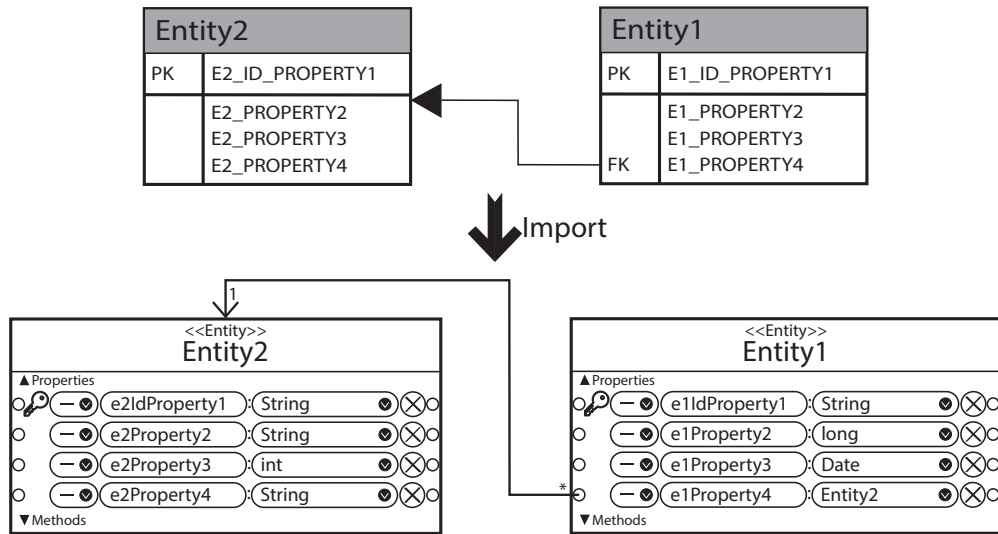 Entity2
PK E2_ID_PROPERTY1
E2_PROPERTY2
E2_PROPERTY3
E2_PROPERTY4
Entity1
PK E1_ID_PROPERTY1
E1_PROPERTY2
E1_PROPERTY3
FK E1_PROPERTY4
Import
1
<<Entity>>
Entity2
Properties
e2IdProperty1 : String
e2Property2 : String
e2Property3 : int
e2Property4 : String
Methods
*
<<Entity>>
Entity1
Properties
e1IdProperty1 : String
e1Property2 : long
e1Property3 : Date
e1Property4 : Entity2
Methods